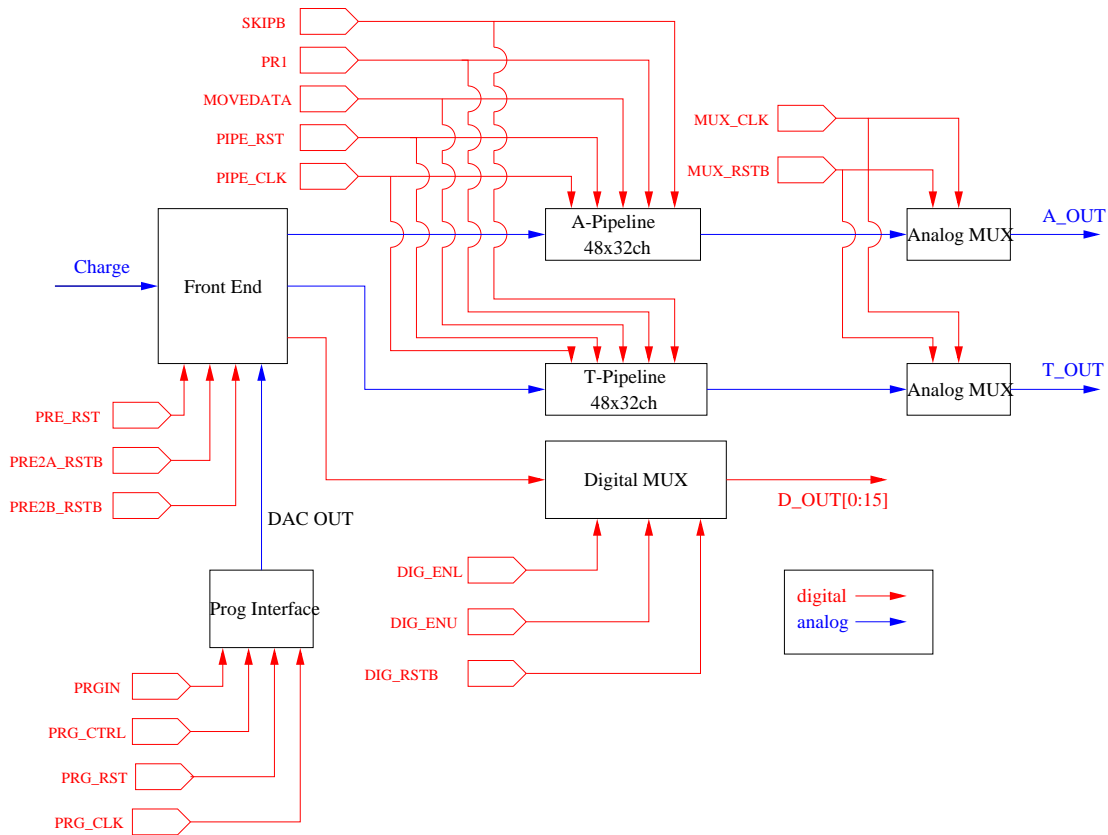 SKIPB
PR1
MOVEDATA
PIPE_RST
PIPE_CLK
MUX_CLK
MUX_RSTB
Charge
Front End
A-Pipeline
48x32ch
Analog MUX
A_OUT
T-Pipeline
48x32ch
Analog MUX
T_OUT
PRE_RST
PRE2A_RSTB
PRE2B_RSTB
DAC OUT
Digital MUX
D_OUT[0:15]
DIG_ENL
DIG_ENU
DIG_RSTB
Prog Interface
digital
analog
PRGIN
PRG_CTRL
PRG_RST
PRG_CLK